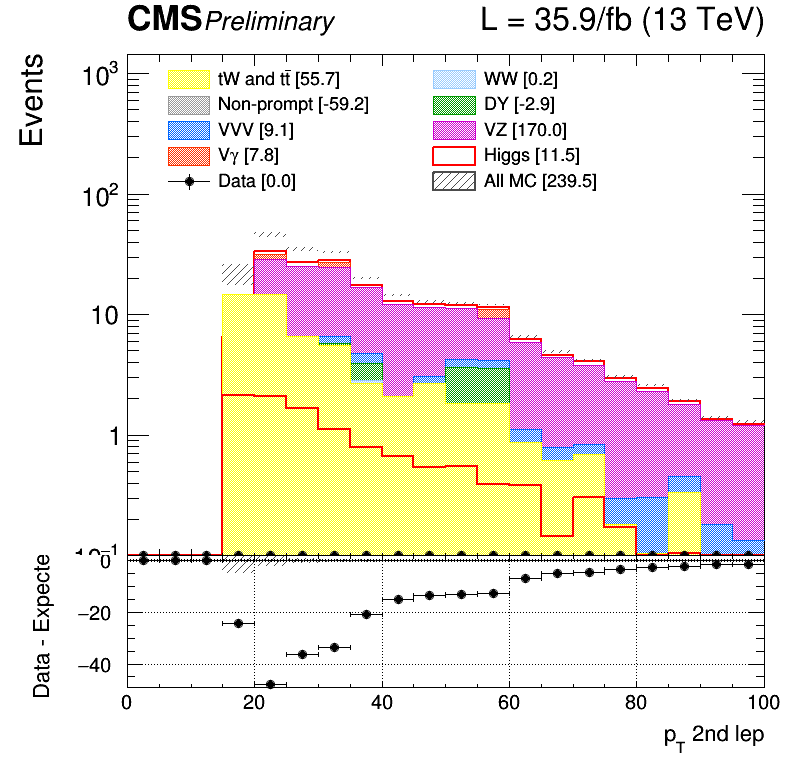 CMS Preliminary L = 35.9/fb (13 TeV)
Events
10³
10²
10
1
tW and tt̄ [55.7]
Non-prompt [-59.2]
VVV [9.1]
Vγ [7.8]
Data [0.0]
WW [0.2]
DY [-2.9]
VZ [170.0]
Higgs [11.5]
All MC [239.5]
Data - Expecte
0
−20
−40
0 20 40 60 80 100
p_T 2nd lep